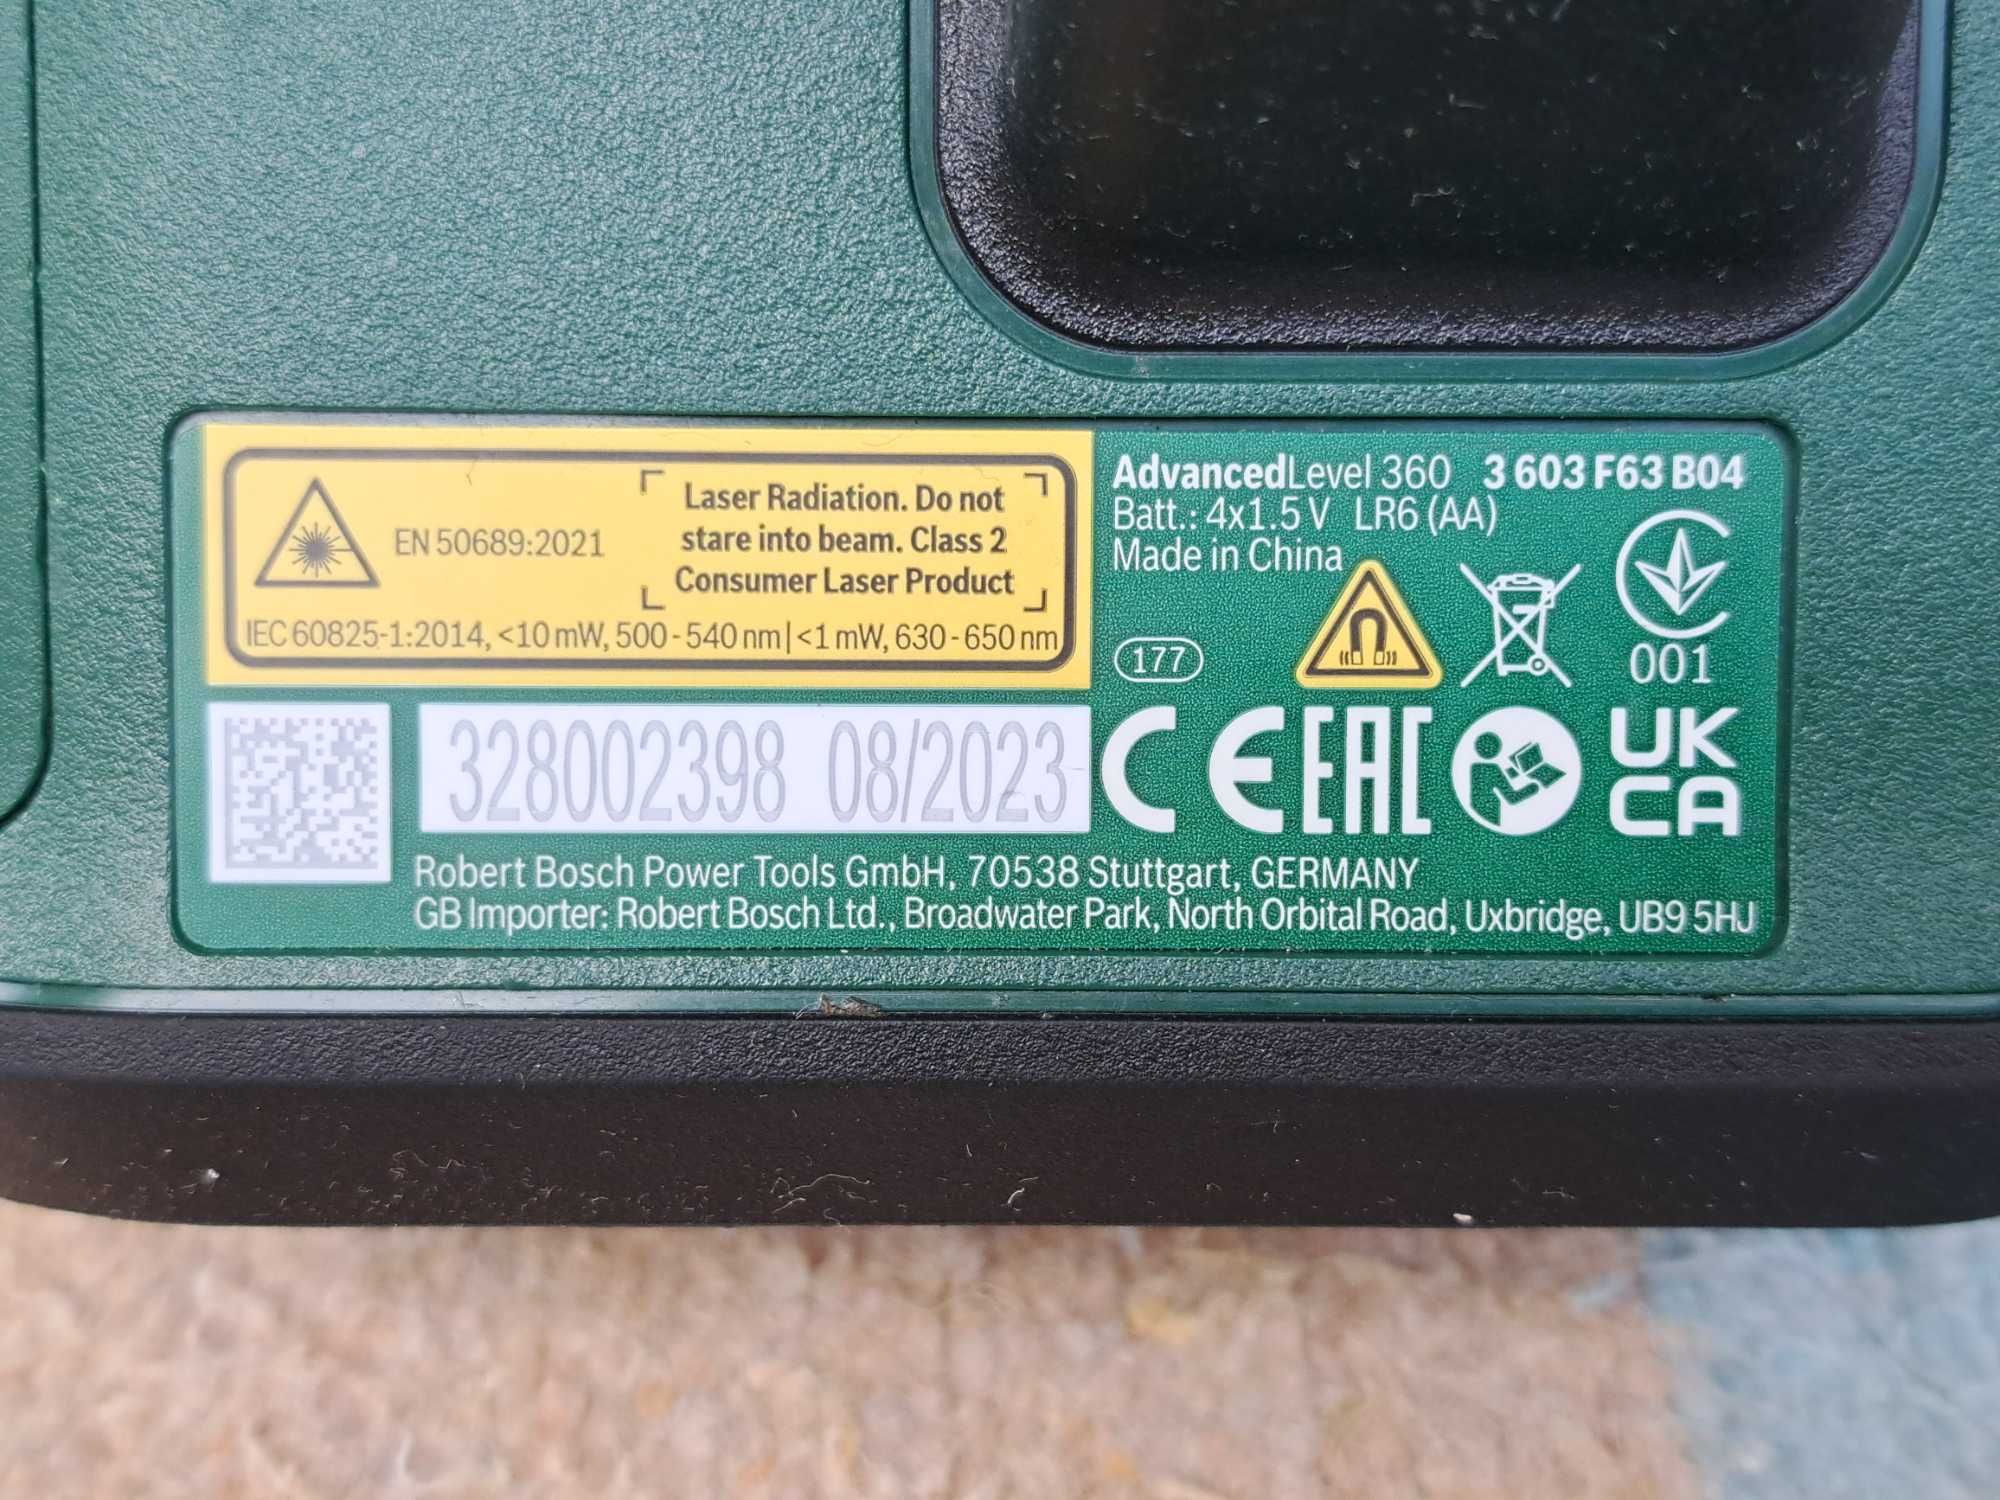 EN 50689:2021
Laser Radiation. Do not
stare into beam. Class 2
Consumer Laser Product
IEC 60825-1:2014, <10 mW, 500 - 540 nm | <1 mW, 630 - 650 nm
AdvancedLevel 360 3 603 F63 B04
Batt.: 4x1.5 V LR6 (AA)
Made in China
177
001
328002398 08/2023
CE EAC UK
CA
Robert Bosch Power Tools GmbH, 70538 Stuttgart, GERMANY
GB Importer: Robert Bosch Ltd., Broadwater Park, North Orbital Road, Uxbridge, UB9 5HJ